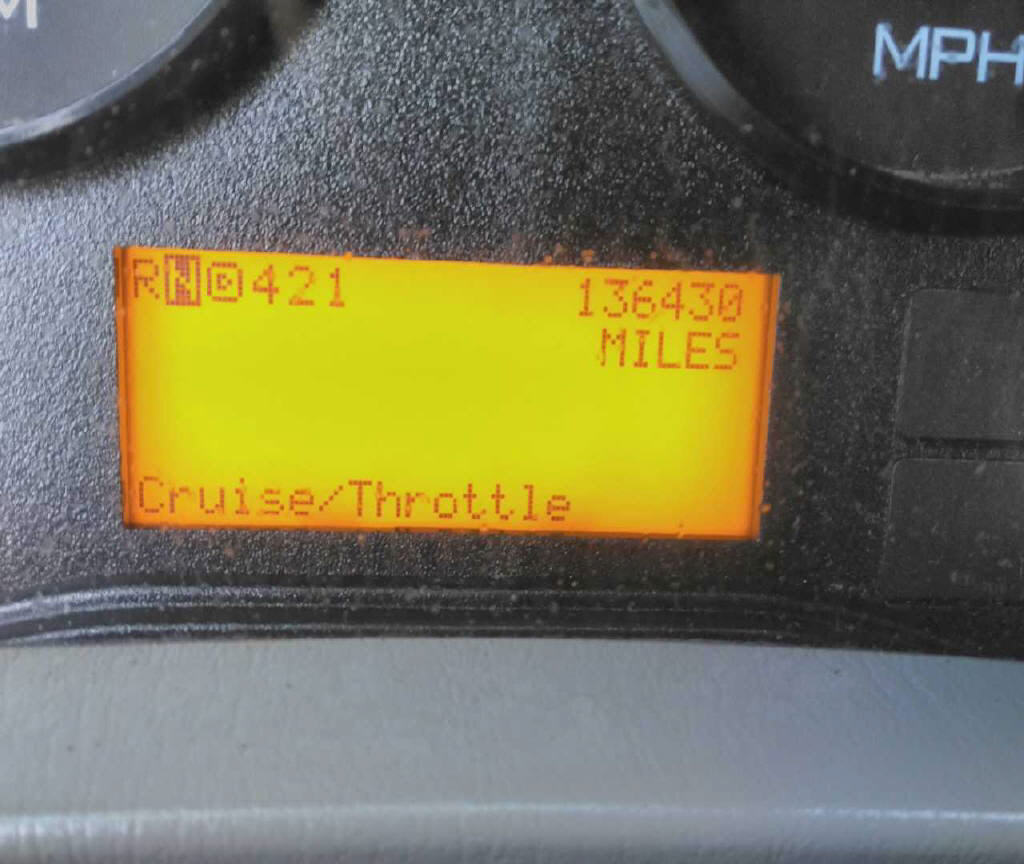 M
MPH
RND421 136430
MILES
Cruise/Throttle